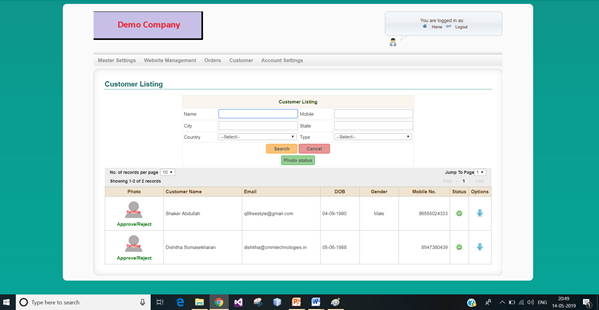 Demo Company
You are logged in as:
Home Logout
Master Settings Website Management Orders Customer Account Settings
Customer Listing
Customer Listing
Name Mobile
City State
Country --Select-- Type --Select--
Search Cancel
Photo status
No. of records per page 10 Jump To Page 1
Showing 1-2 of 2 records 1
Photo Customer Name Email DOB Gender Mobile No. Status Options
Shaker Abdullah q8freestyle@gmail.com 04-09-1980 Male 96555024333
Approve/Reject
Dishitha Somasekharan dishitha@cmmtechnologies.in 05-06-1988 8547380439
Approve/Reject
Type here to search ENG 20:49
14-05-2019